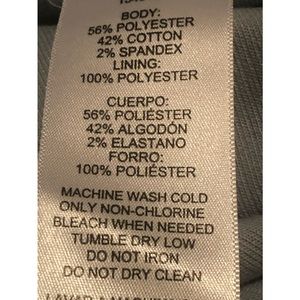 BODY:
56% POLYESTER
42% COTTON
2% SPANDEX
LINING:
100% POLYESTER
CUERPO:
56% POLIÉSTER
42% ALGODÓN
2% ELASTANO
FORRO:
100% POLIÉSTER
MACHINE WASH COLD
ONLY NON-CHLORINE
BLEACH WHEN NEEDED
TUMBLE DRY LOW
DO NOT IRON
DO NOT DRY CLEAN